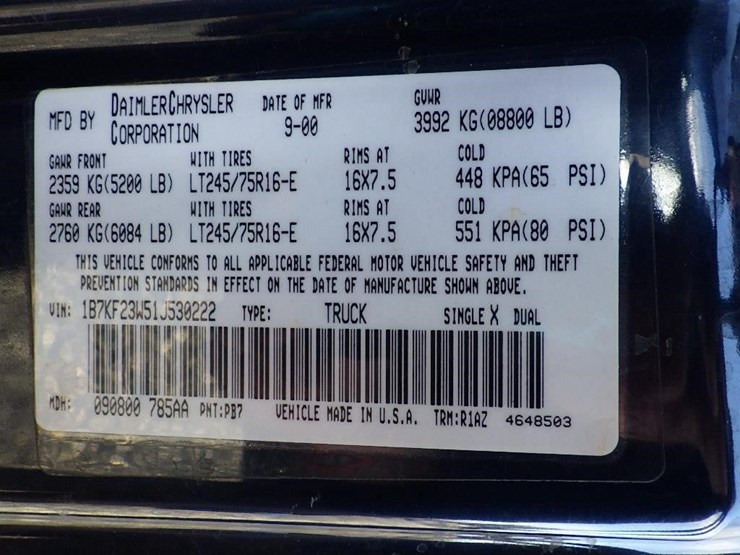 MFD BY DAIMLERCHRYSLER CORPORATION DATE OF MFR 9-00 GVWR 3992 KG(08800 LB)
GAWR FRONT WITH TIRES RIMS AT COLD
2359 KG(5200 LB) LT245/75R16-E 16X7.5 448 KPA(65 PSI)
GAWR REAR WITH TIRES RIMS AT COLD
2760 KG(6084 LB) LT245/75R16-E 16X7.5 551 KPA(80 PSI)
THIS VEHICLE CONFORMS TO ALL APPLICABLE FEDERAL MOTOR VEHICLE SAFETY AND THEFT
PREVENTION STANDARDS IN EFFECT ON THE DATE OF MANUFACTURE SHOWN ABOVE.
VIN: 1B7KF23W51J530222 TYPE: TRUCK SINGLE X DUAL
MDH: 090800 785AA PNT:PB7 VEHICLE MADE IN U.S.A. TRM:R1AZ 4648503